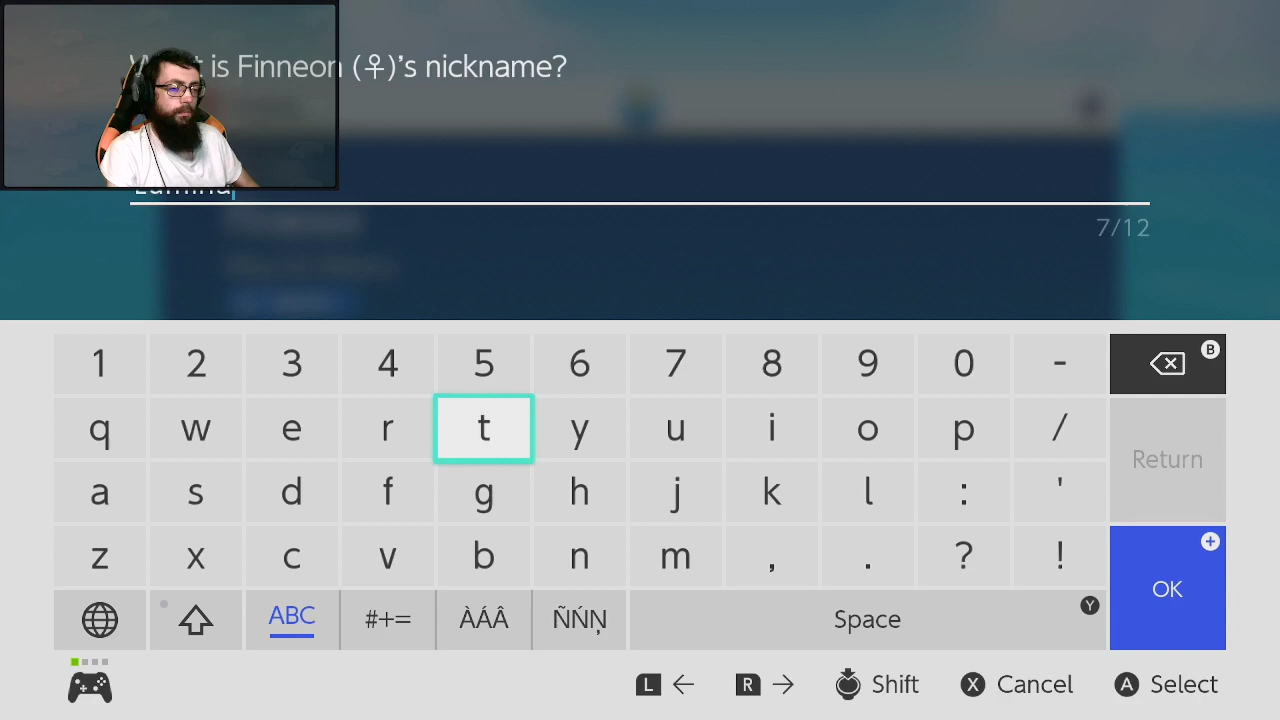 is Finneon (♀)'s nickname?
7/12
1 2 3 4 5 6 7 8 9 0 -
B
q w e r t y u i o p /
Return
a s d f g h j k l : '
z x c v b n m , . ? !
+
OK
ABC #+= ÀÁÂ ÑŃŅ Space
Y
L ← R → Shift X Cancel A Select